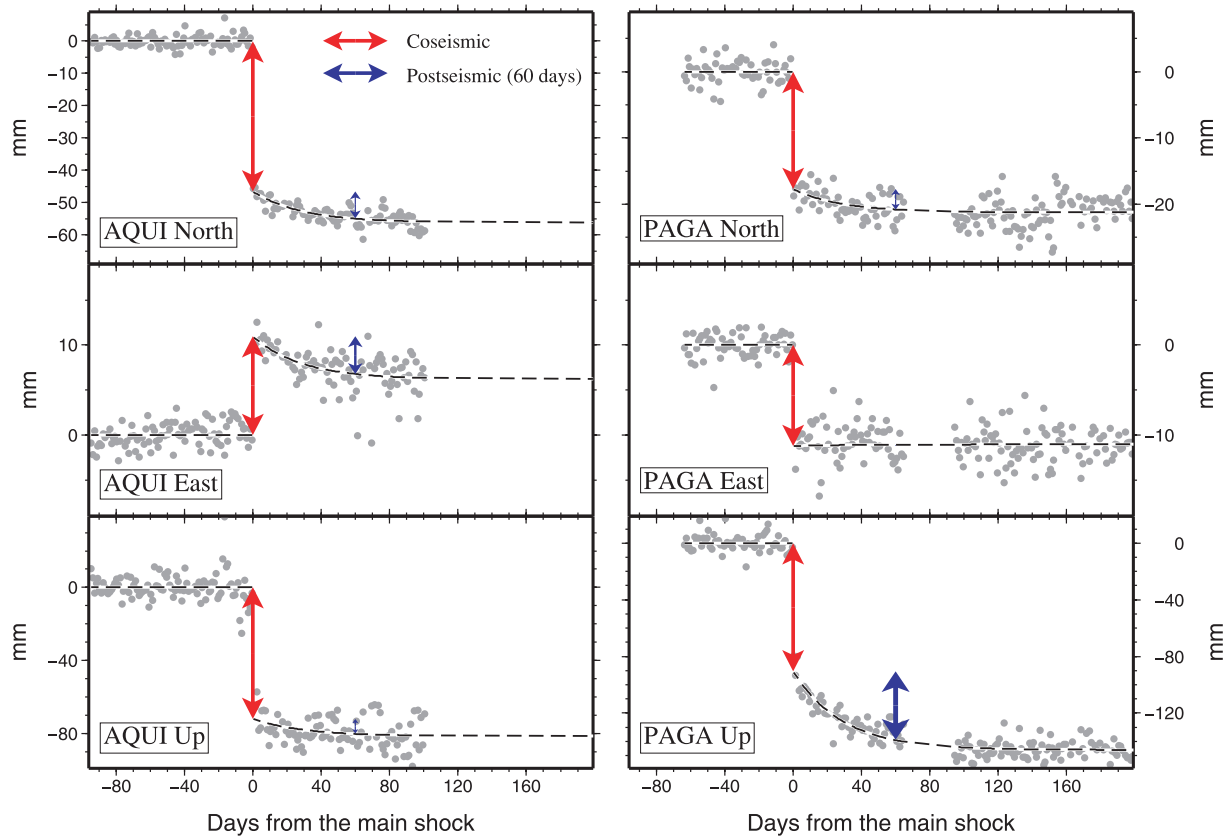 0
−10
−20
−30
−40
−50
−60
mm
Coseismic
Postseismic (60 days)
AQUI North
0
−10
−20
mm
PAGA North
10
0
mm
AQUI East
0
−10
mm
PAGA East
0
−40
−80
mm
AQUI Up
0
−40
−80
−120
mm
PAGA Up
−80 −40 0 40 80 120 160
Days from the main shock
−80 −40 0 40 80 120 160
Days from the main shock